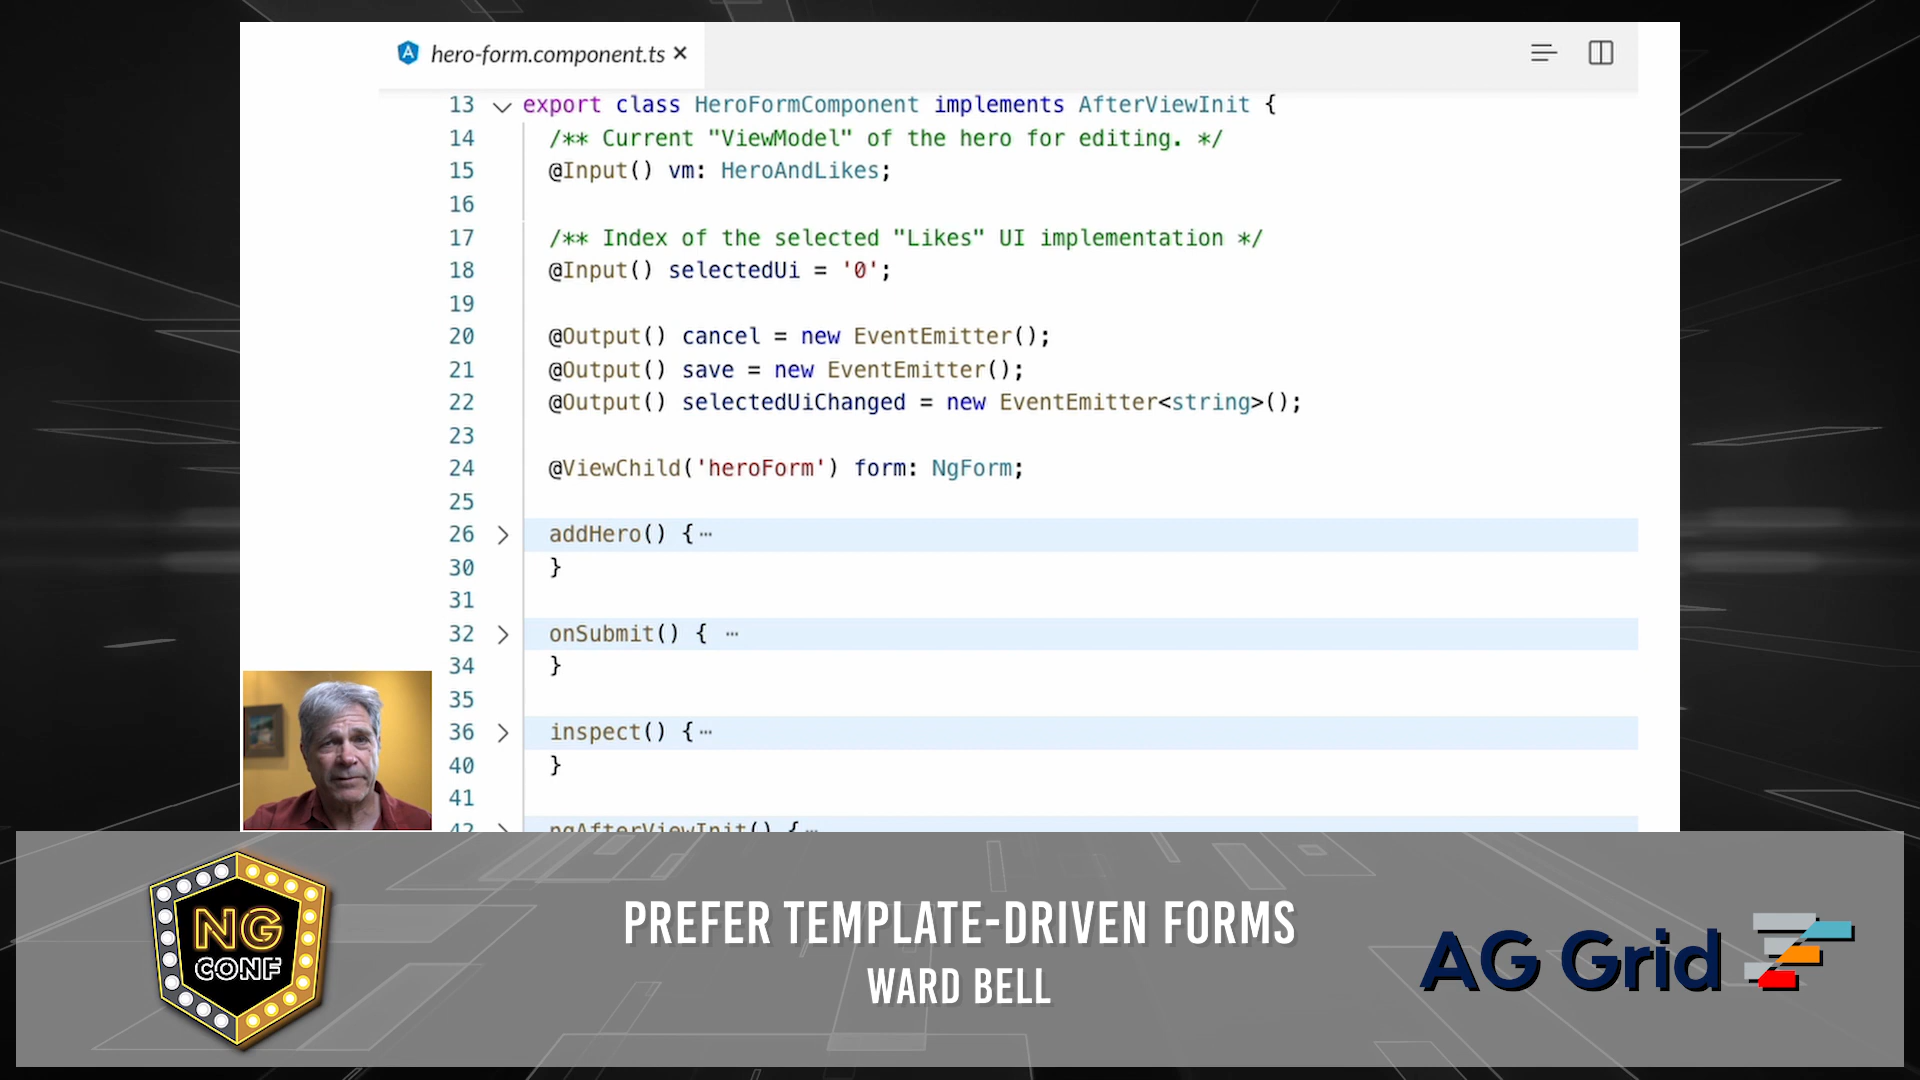 hero-form.component.ts ×
13 export class HeroFormComponent implements AfterViewInit {
14 /** Current "ViewModel" of the hero for editing. */
15 @Input() vm: HeroAndLikes;
16
17 /** Index of the selected "Likes" UI implementation */
18 @Input() selectedUi = '0';
19
20 @Output() cancel = new EventEmitter();
21 @Output() save = new EventEmitter();
22 @Output() selectedUiChanged = new EventEmitter<string>();
23
24 @ViewChild('heroForm') form: NgForm;
25
26 addHero() {…
30 }
31
32 onSubmit() { …
34 }
35
36 inspect() {…
40 }
41
42 ngAfterViewInit() {…
NG
CONF
PREFER TEMPLATE-DRIVEN FORMS
WARD BELL
AG Grid